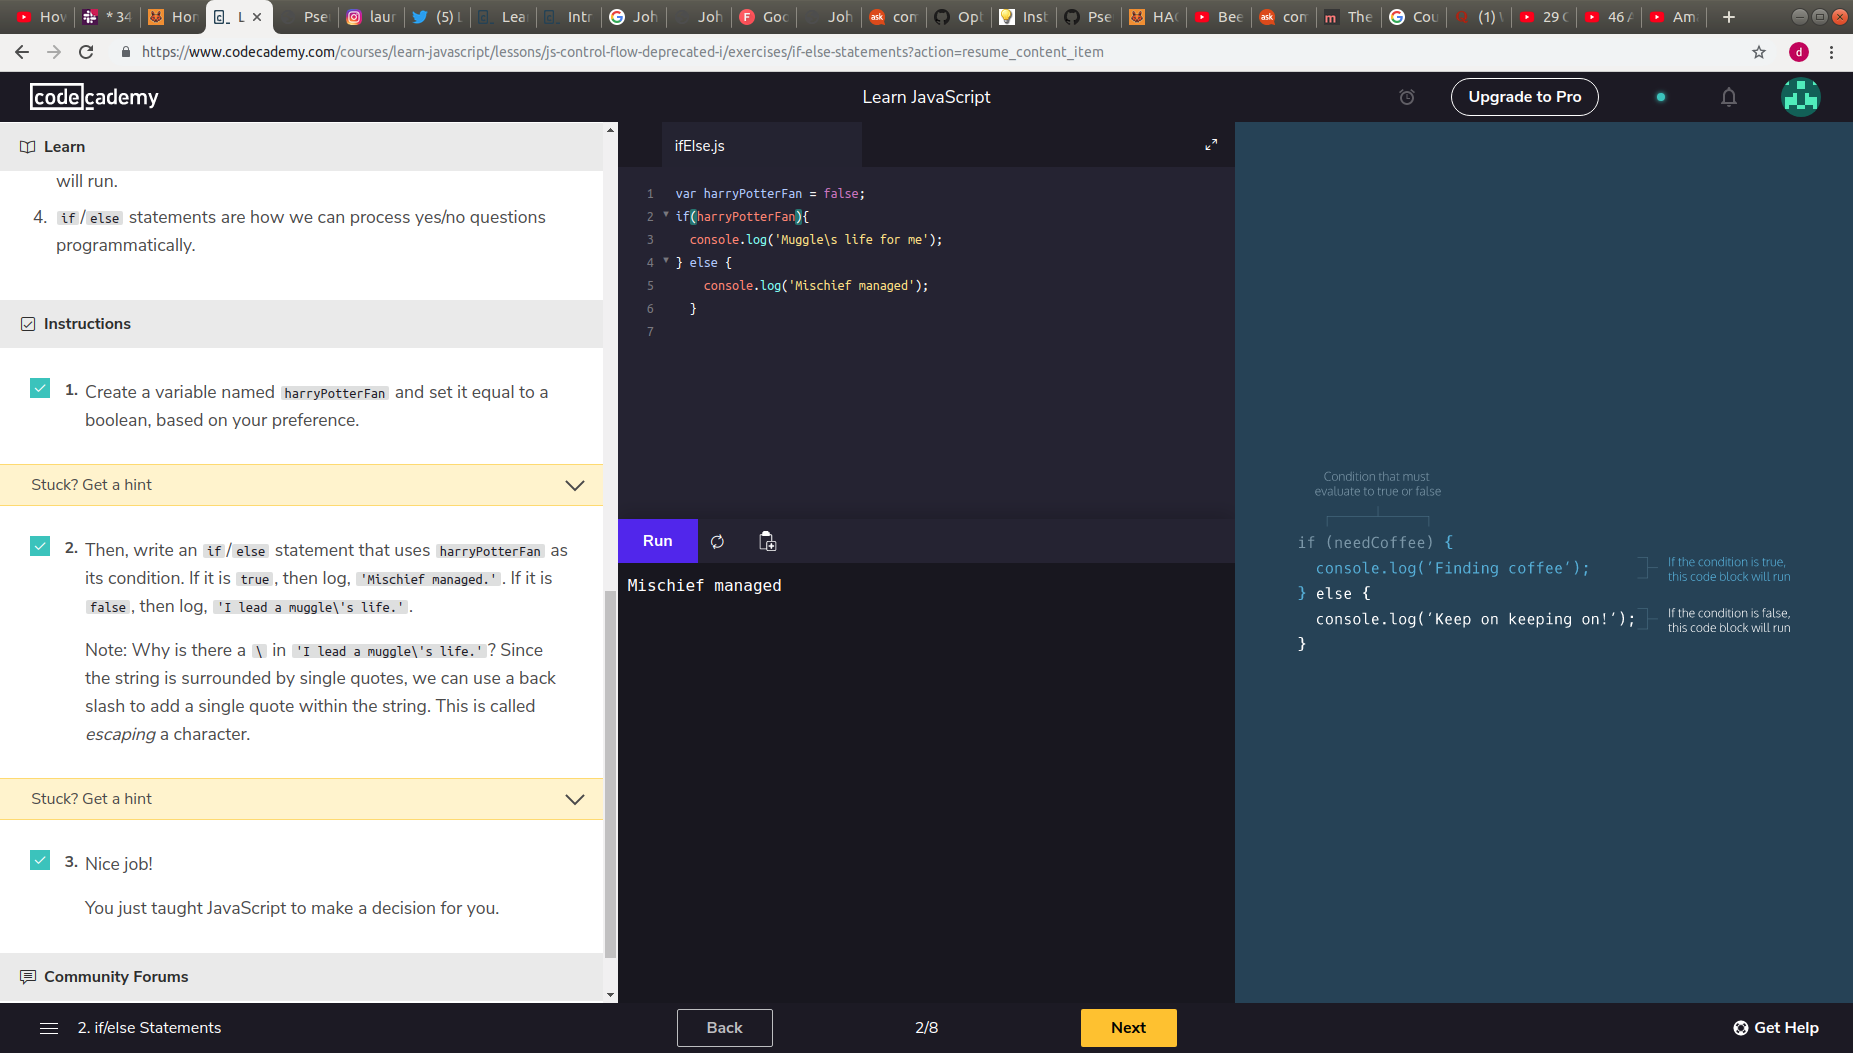 Hov
* 34
Hor
L
Pse
laur
(5) L
Lea
Intr
Joh
Joh
Goo
Joh
con
Opt
Inst
Pse
HAC
Bee
con
The
Cou
(1)
29
46
Am
https://www.codecademy.com/courses/learn-javascript/lessons/js-control-flow-deprecated-i/exercises/if-else-statements?action=resume_content_item
d
codecademy
Learn JavaScript
Upgrade to Pro
Learn
will run.
4. if/else statements are how we can process yes/no questions
programmatically.
Instructions
1. Create a variable named harryPotterFan and set it equal to a
boolean, based on your preference.
Stuck? Get a hint
2. Then, write an if/else statement that uses harryPotterFan as
its condition. If it is true, then log, 'Mischief managed.'. If it is
false, then log, 'I lead a muggle\'s life.'.
Note: Why is there a \ in 'I lead a muggle\'s life.'? Since
the string is surrounded by single quotes, we can use a back
slash to add a single quote within the string. This is called
escaping a character.
Stuck? Get a hint
3. Nice job!
You just taught JavaScript to make a decision for you.
Community Forums
ifElse.js
1 var harryPotterFan = false;
2 if(harryPotterFan){
3 console.log('Muggle\s life for me');
4 } else {
5 console.log('Mischief managed');
6 }
7
Run
Mischief managed
Condition that must
evaluate to true or false
if (needCoffee) {
console.log('Finding coffee');
} else {
console.log('Keep on keeping on!');
}
If the condition is true,
this code block will run
If the condition is false,
this code block will run
2. if/else Statements
Back
2/8
Next
Get Help